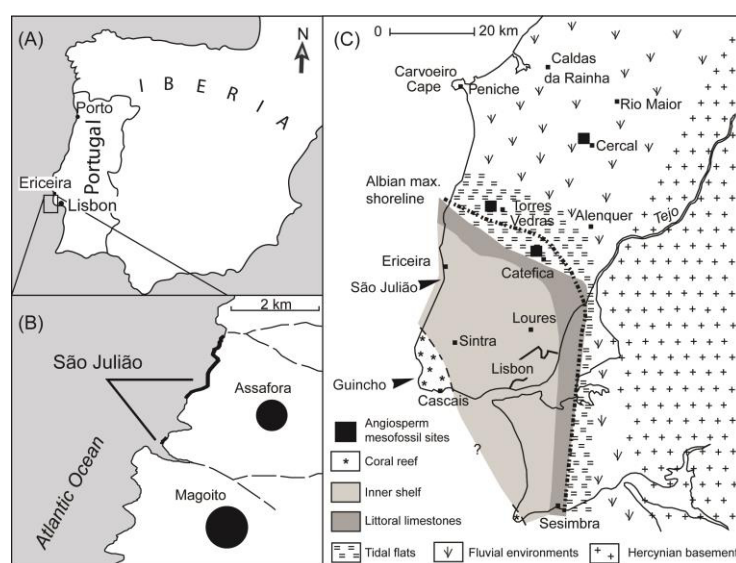 (A)
N
IBERIA
Porto
Portugal
Ericeira
Lisbon
(B)
2 km
São Julião
Assafora
Magoito
Atlantic Ocean
(C)
0 20 km
Caldas
da Rainha
Carvoeiro
Cape
Peniche
Rio Maior
Cercal
Albian max.
shoreline
Torres
Vedras
Alenquer
Tejo
Ericeira
Catefica
São Julião
Loures
Sintra
Lisbon
Guincho
Cascais
?
Sesimbra
Angiosperm
mesofossil sites
Coral reef
Inner shelf
Littoral limestones
Tidal flats
Fluvial environments
Hercynian basement